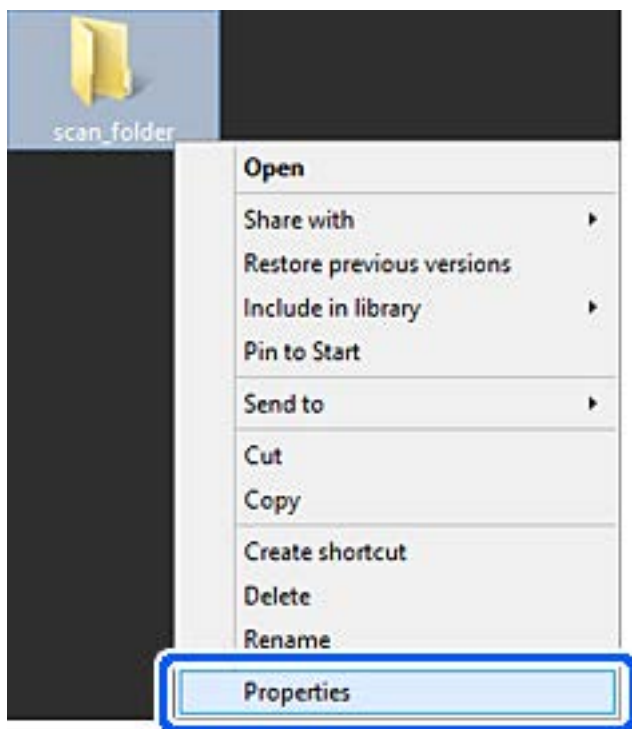 scan_folder
Open
Share with
Restore previous versions
Include in library
Pin to Start
Send to
Cut
Copy
Create shortcut
Delete
Rename
Properties